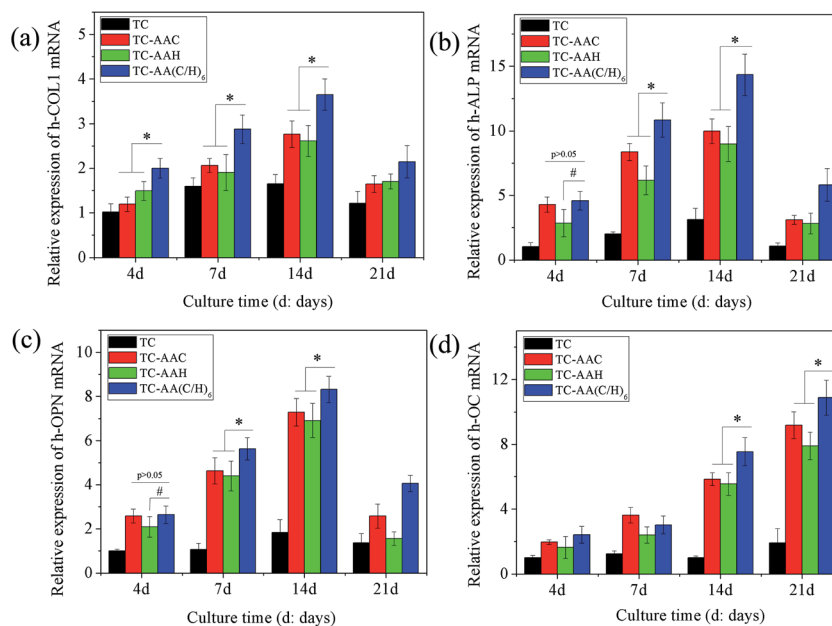 (a)
TC
TC-AAC
TC-AAH
TC-AA(C/H)6
Relative expression of h-COL1 mRNA
5
4
3
2
1
0
*
*
*
4d 7d 14d 21d
Culture time (d: days)
(b)
TC
TC-AAC
TC-AAH
TC-AA(C/H)6
Relative expression of h-ALP mRNA
15
10
5
0
p>0.05
#
*
*
4d 7d 14d 21d
Culture time (d: days)
(c)
TC
TC-AAC
TC-AAH
TC-AA(C/H)6
Relative expression of h-OPN mRNA
10
8
6
4
2
0
p>0.05
#
*
*
4d 7d 14d 21d
Culture time (d: days)
(d)
TC
TC-AAC
TC-AAH
TC-AA(C/H)6
Relative expression of h-OC mRNA
12
8
4
0
*
*
4d 7d 14d 21d
Culture time (d: days)